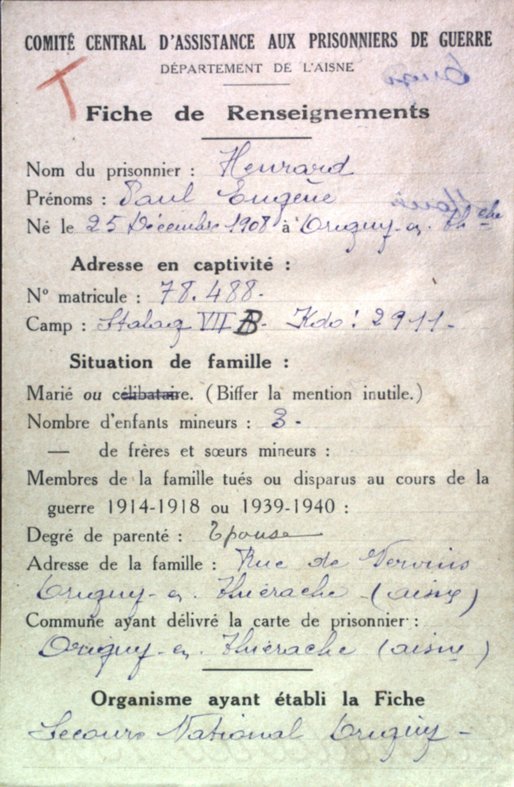 COMITÉ CENTRAL D'ASSISTANCE AUX PRISONNIERS DE GUERRE
DÉPARTEMENT DE L'AISNE
T
Fiche de Renseignements
Nom du prisonnier : Henrard
Prénoms : Paul Eugène
Né le 25 Décembre 1908 à Origny-en-Thche
Adresse en captivité :
N° matricule : 78.488.
Camp : Stalag VII B. Kdo : 2911-
Situation de famille :
Marié ou célibataire. (Biffer la mention inutile.)
Nombre d'enfants mineurs : 3-
— de frères et sœurs mineurs :
Membres de la famille tués ou disparus au cours de la
guerre 1914-1918 ou 1939-1940 :
Degré de parenté : Epouse
Adresse de la famille : Rue de Vervins
Origny-en-Thiérache (aisne)
Commune ayant délivré la carte de prisonnier :
Origny-en-Thiérache (aisne)
Organisme ayant établi la Fiche
Secours National Origny-